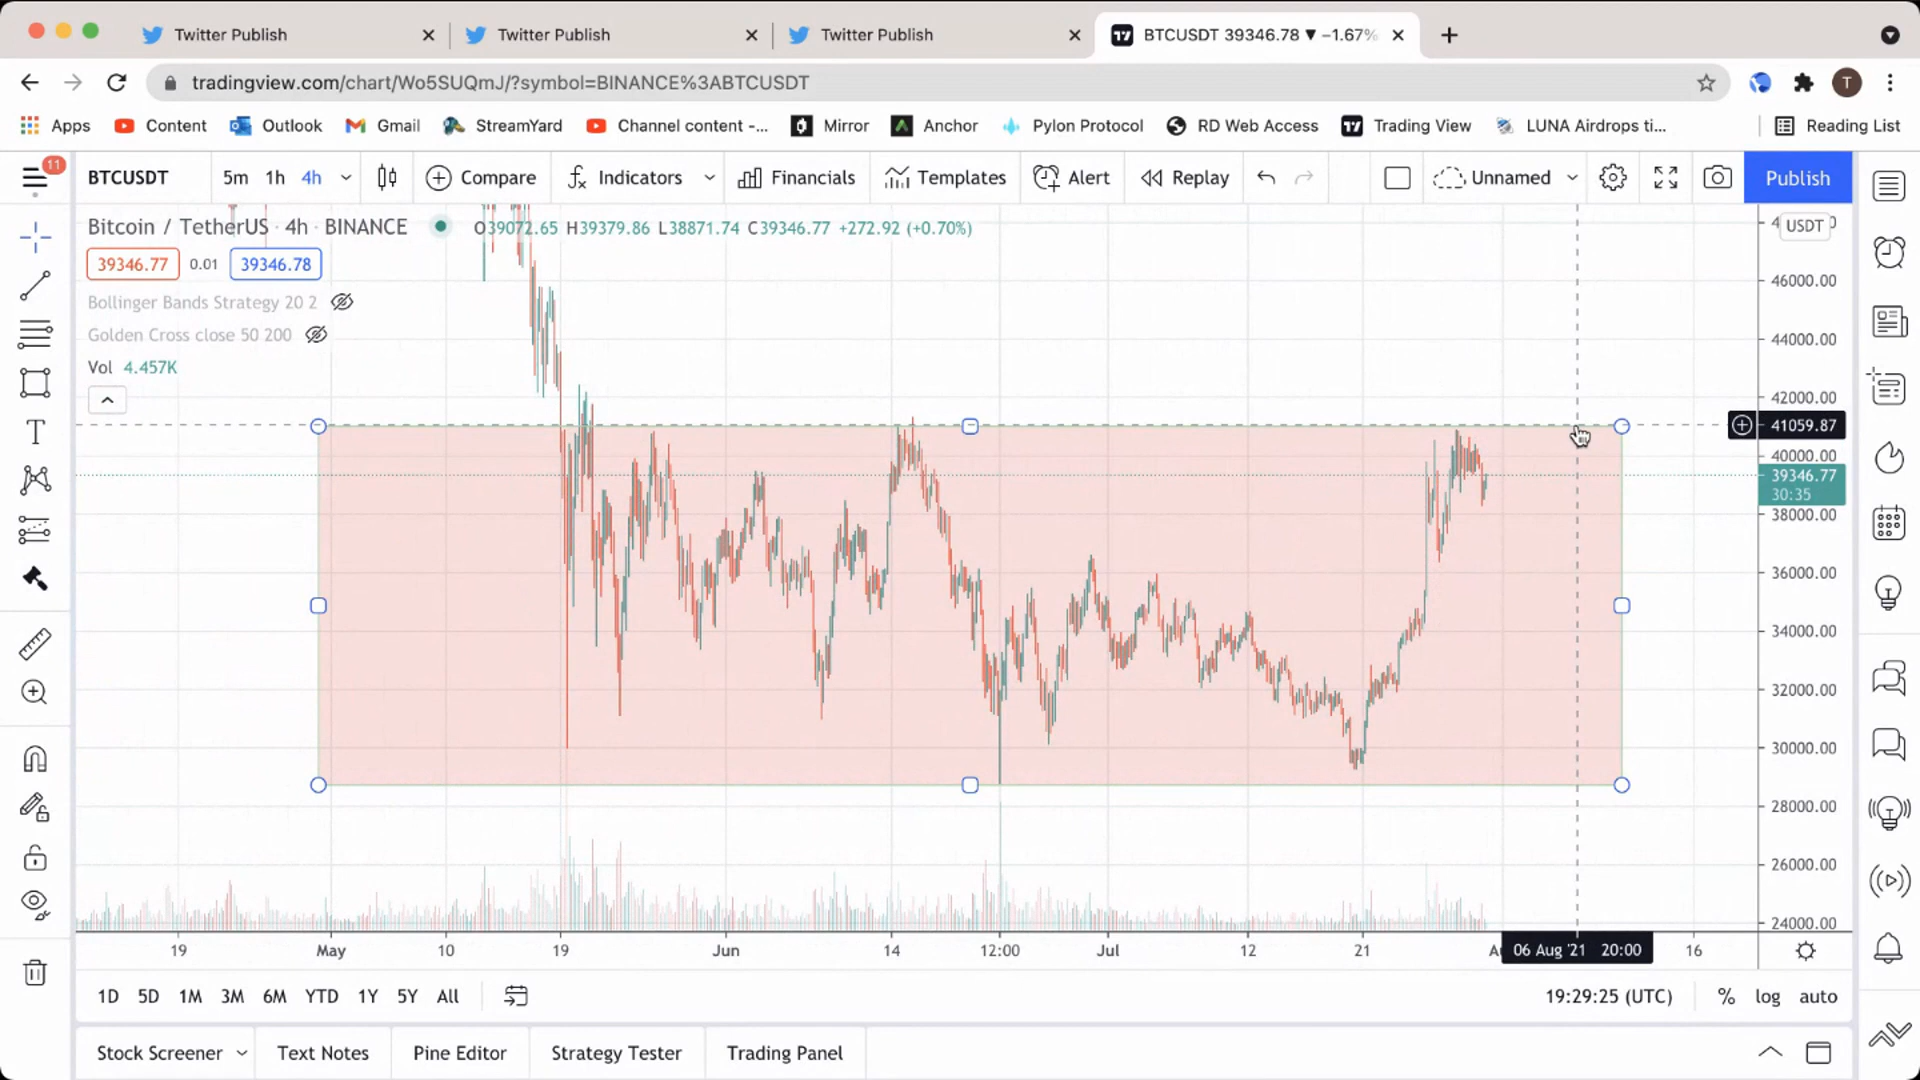 Twitter Publish
Twitter Publish
Twitter Publish
BTCUSDT 39346.78 ▼ −1.67%
tradingview.com/chart/Wo5SUQmJ/?symbol=BINANCE%3ABTCUSDT
T
Apps
Content
Outlook
Gmail
StreamYard
Channel content -...
Mirror
Anchor
Pylon Protocol
RD Web Access
Trading View
LUNA Airdrops ti...
Reading List
11
BTCUSDT
5m 1h 4h
Compare
Indicators
Financials
Templates
Alert
Replay
Unnamed
Publish
Bitcoin / TetherUS · 4h · BINANCE
O39072.65 H39379.86 L38871.74 C39346.77 +272.92 (+0.70%)
USDT
39346.77 0.01 39346.78
Bollinger Bands Strategy 20 2
Golden Cross close 50 200
Vol 4.457K
46000.00
44000.00
42000.00
41059.87
40000.00
39346.77
30:35
38000.00
36000.00
34000.00
32000.00
30000.00
28000.00
26000.00
24000.00
19 May 10 19 Jun 14 12:00 Jul 12 21 06 Aug '21 20:00 16
1D 5D 1M 3M 6M YTD 1Y 5Y All
19:29:25 (UTC) % log auto
Stock Screener
Text Notes
Pine Editor
Strategy Tester
Trading Panel